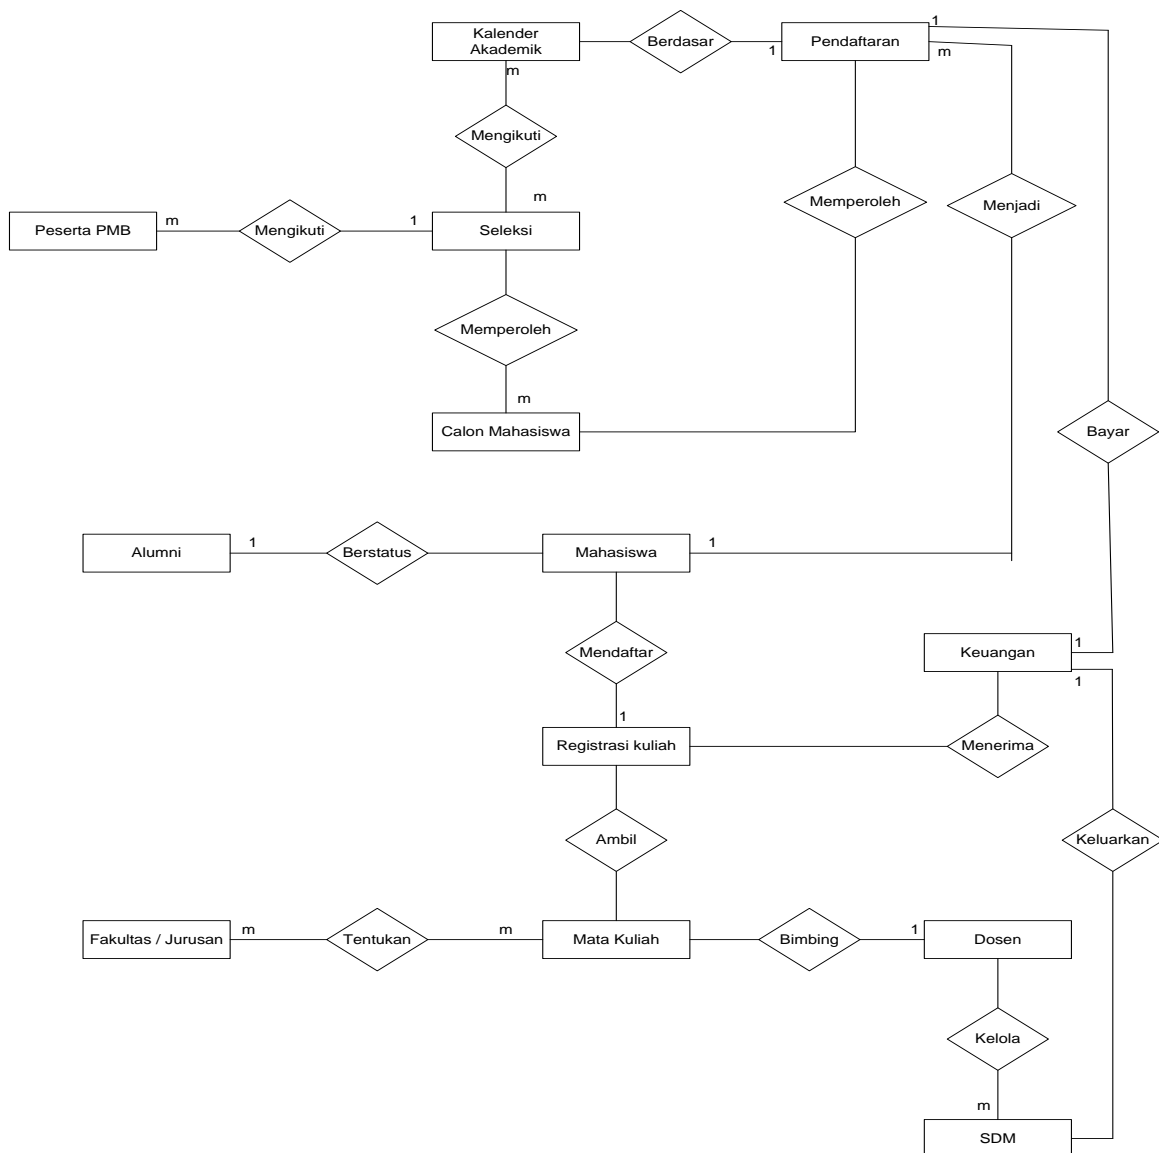 1
Kalender
Akademik
Berdasar
1
Pendaftaran
m
m
Mengikuti
Memperoleh
Menjadi
m
Peserta PMB
m
Mengikuti
1
Seleksi
Memperoleh
m
Calon Mahasiswa
Bayar
Alumni
1
Berstatus
Mahasiswa
1
Mendaftar
Keuangan
1
1
1
Registrasi kuliah
Menerima
Ambil
Keluarkan
Fakultas / Jurusan
m
Tentukan
m
Mata Kuliah
Bimbing
1
Dosen
Kelola
m
SDM